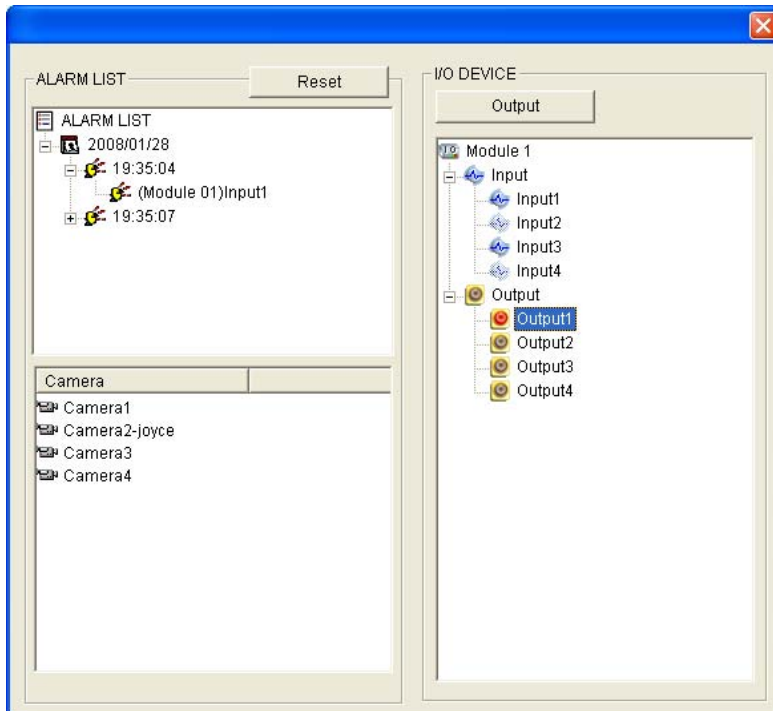 ALARM LIST
Reset
ALARM LIST
2008/01/28
19:35:04
(Module 01)Input1
19:35:07
Camera
Camera1
Camera2-joyce
Camera3
Camera4
I/O DEVICE
Output
Module 1
Input
Input1
Input2
Input3
Input4
Output
Output1
Output2
Output3
Output4